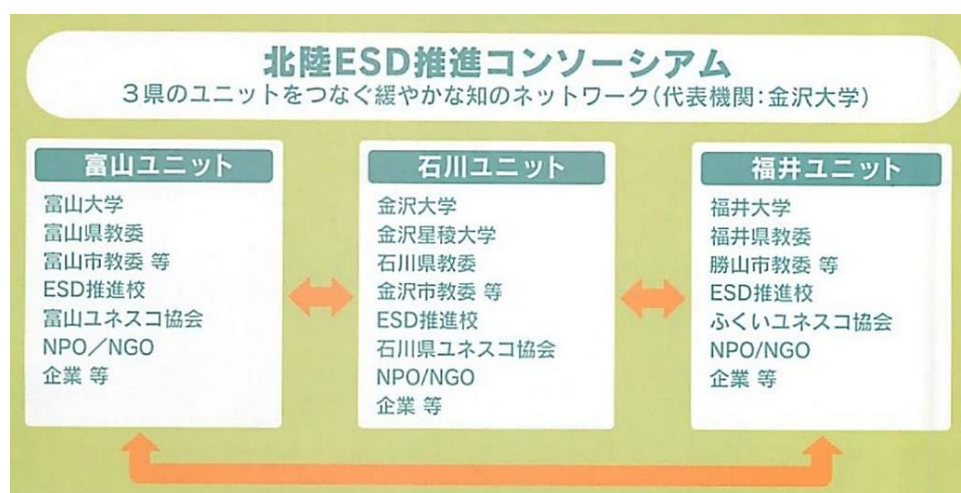 北陸ESD推進コンソーシアム
3県のユニットをつなぐ緩やかな知のネットワーク(代表機関:金沢大学)
富山ユニット
富山大学
富山県教委
富山市教委 等
ESD推進校
富山ユネスコ協会
NPO/NGO
企業 等
石川ユニット
金沢大学
金沢星稜大学
石川県教委
金沢市教委 等
ESD推進校
石川県ユネスコ協会
NPO/NGO
企業 等
福井ユニット
福井大学
福井県教委
勝山市教委 等
ESD推進校
ふくいユネスコ協会
NPO/NGO
企業 等